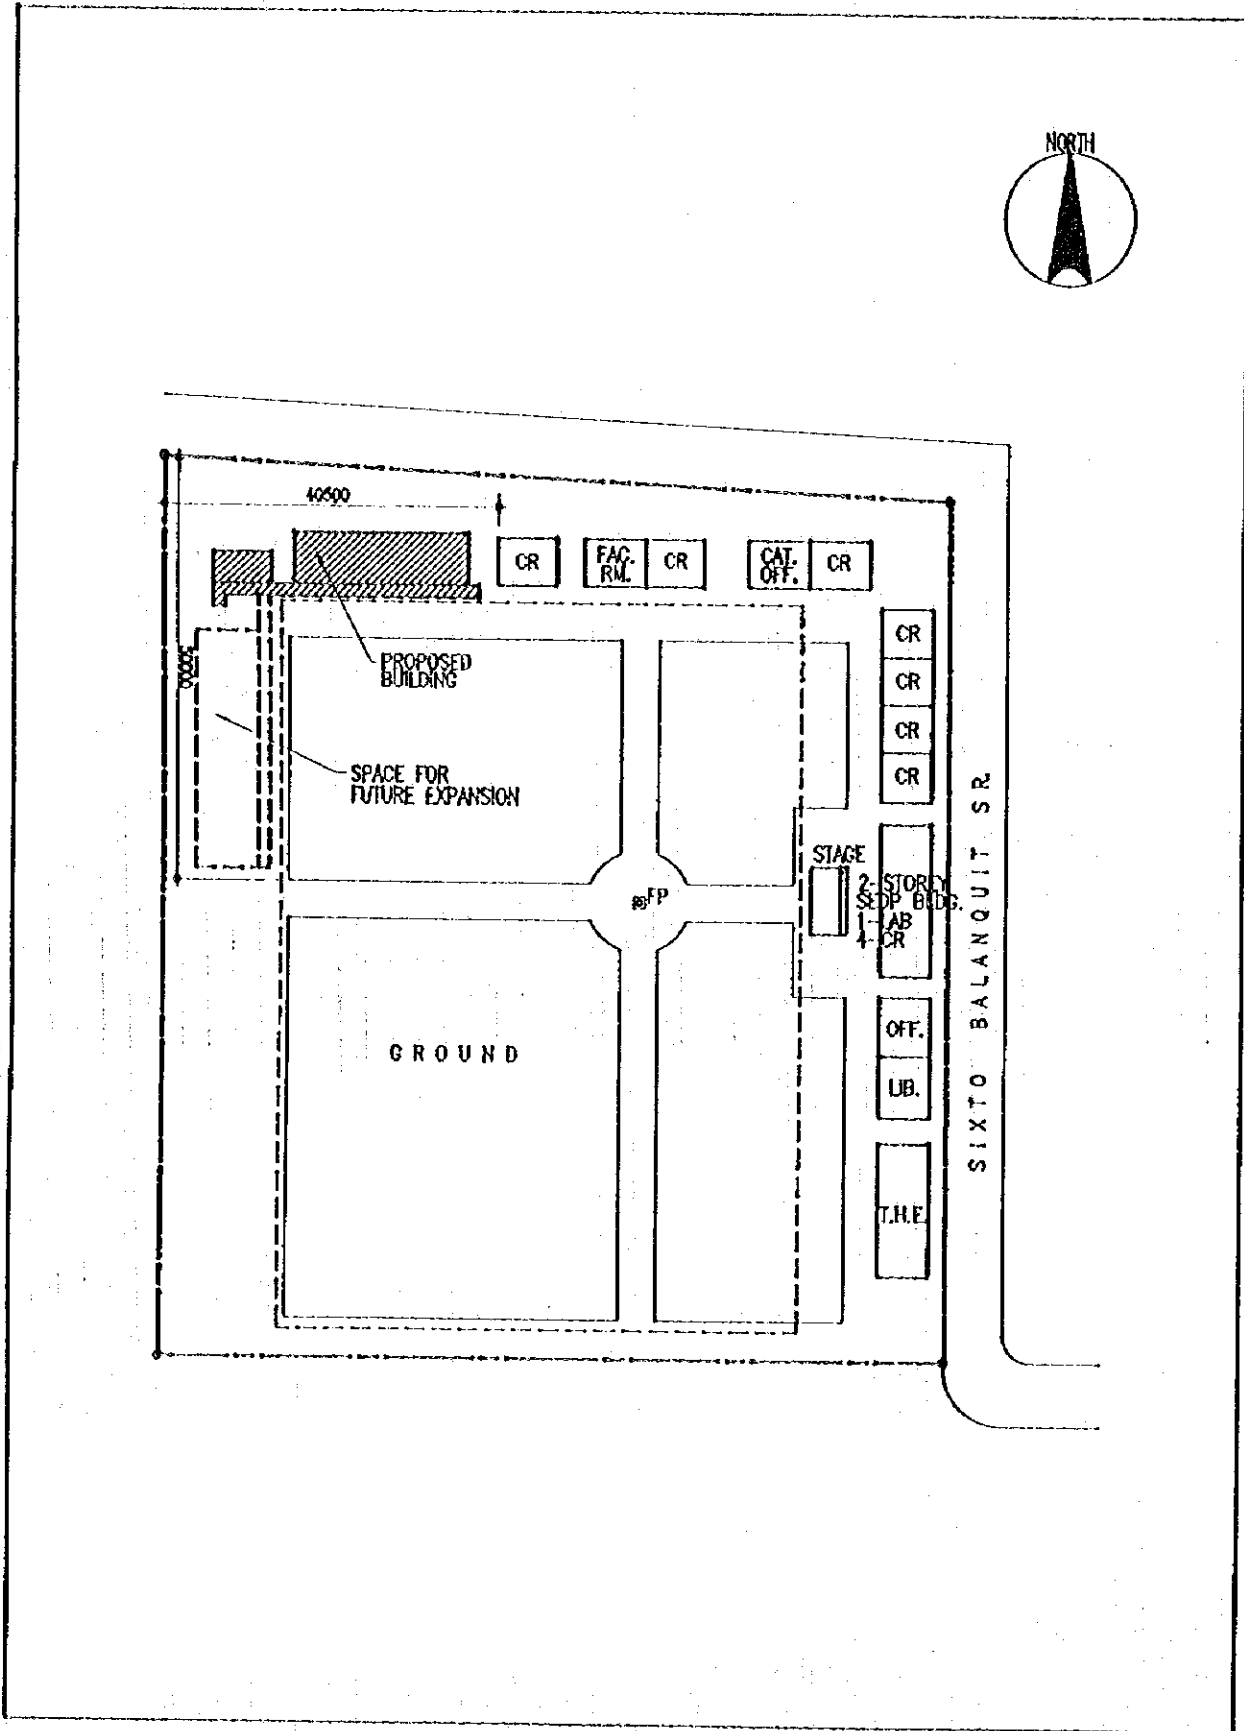 NORTH
40500
CR
FAC.
RM.
CR
CAT.
OFF.
CR
CR
CR
CR
CR
50000
PROPOSED
BUILDING
SPACE FOR
FUTURE EXPANSION
STAGE
2-STOREY
SEDP BLDG.
1-LAB
4-CR
FP
GROUND
OFF.
LIB.
T.H.E.
SIXTO BALANQUIT SR.